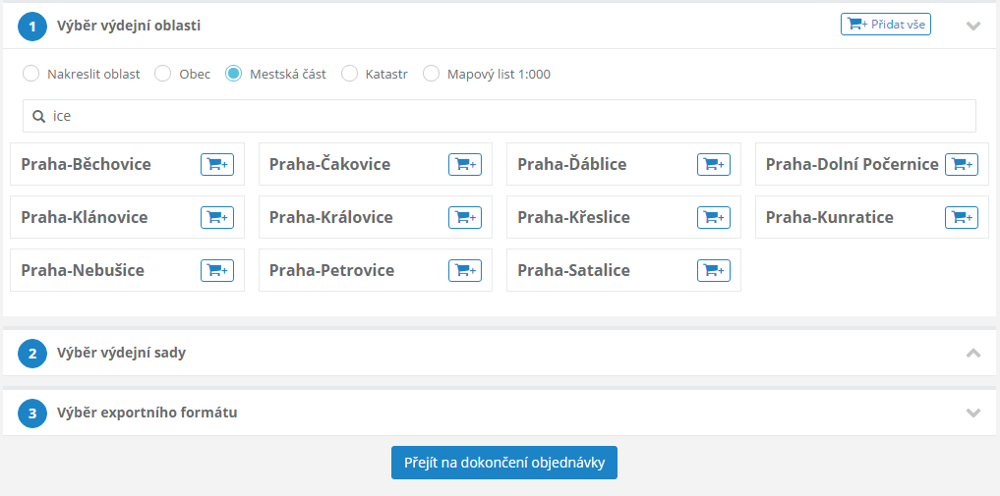 1 Výběr výdejní oblasti + Přidat vše
Nakreslit oblast Obec Mestská část Katastr Mapový list 1:000
ice
Praha-Běchovice + Praha-Čakovice + Praha-Ďáblice + Praha-Dolní Počernice +
Praha-Klánovice + Praha-Královice + Praha-Křeslice + Praha-Kunratice +
Praha-Nebušice + Praha-Petrovice + Praha-Satalice +
2 Výběr výdejní sady
3 Výběr exportního formátu
Přejít na dokončení objednávky